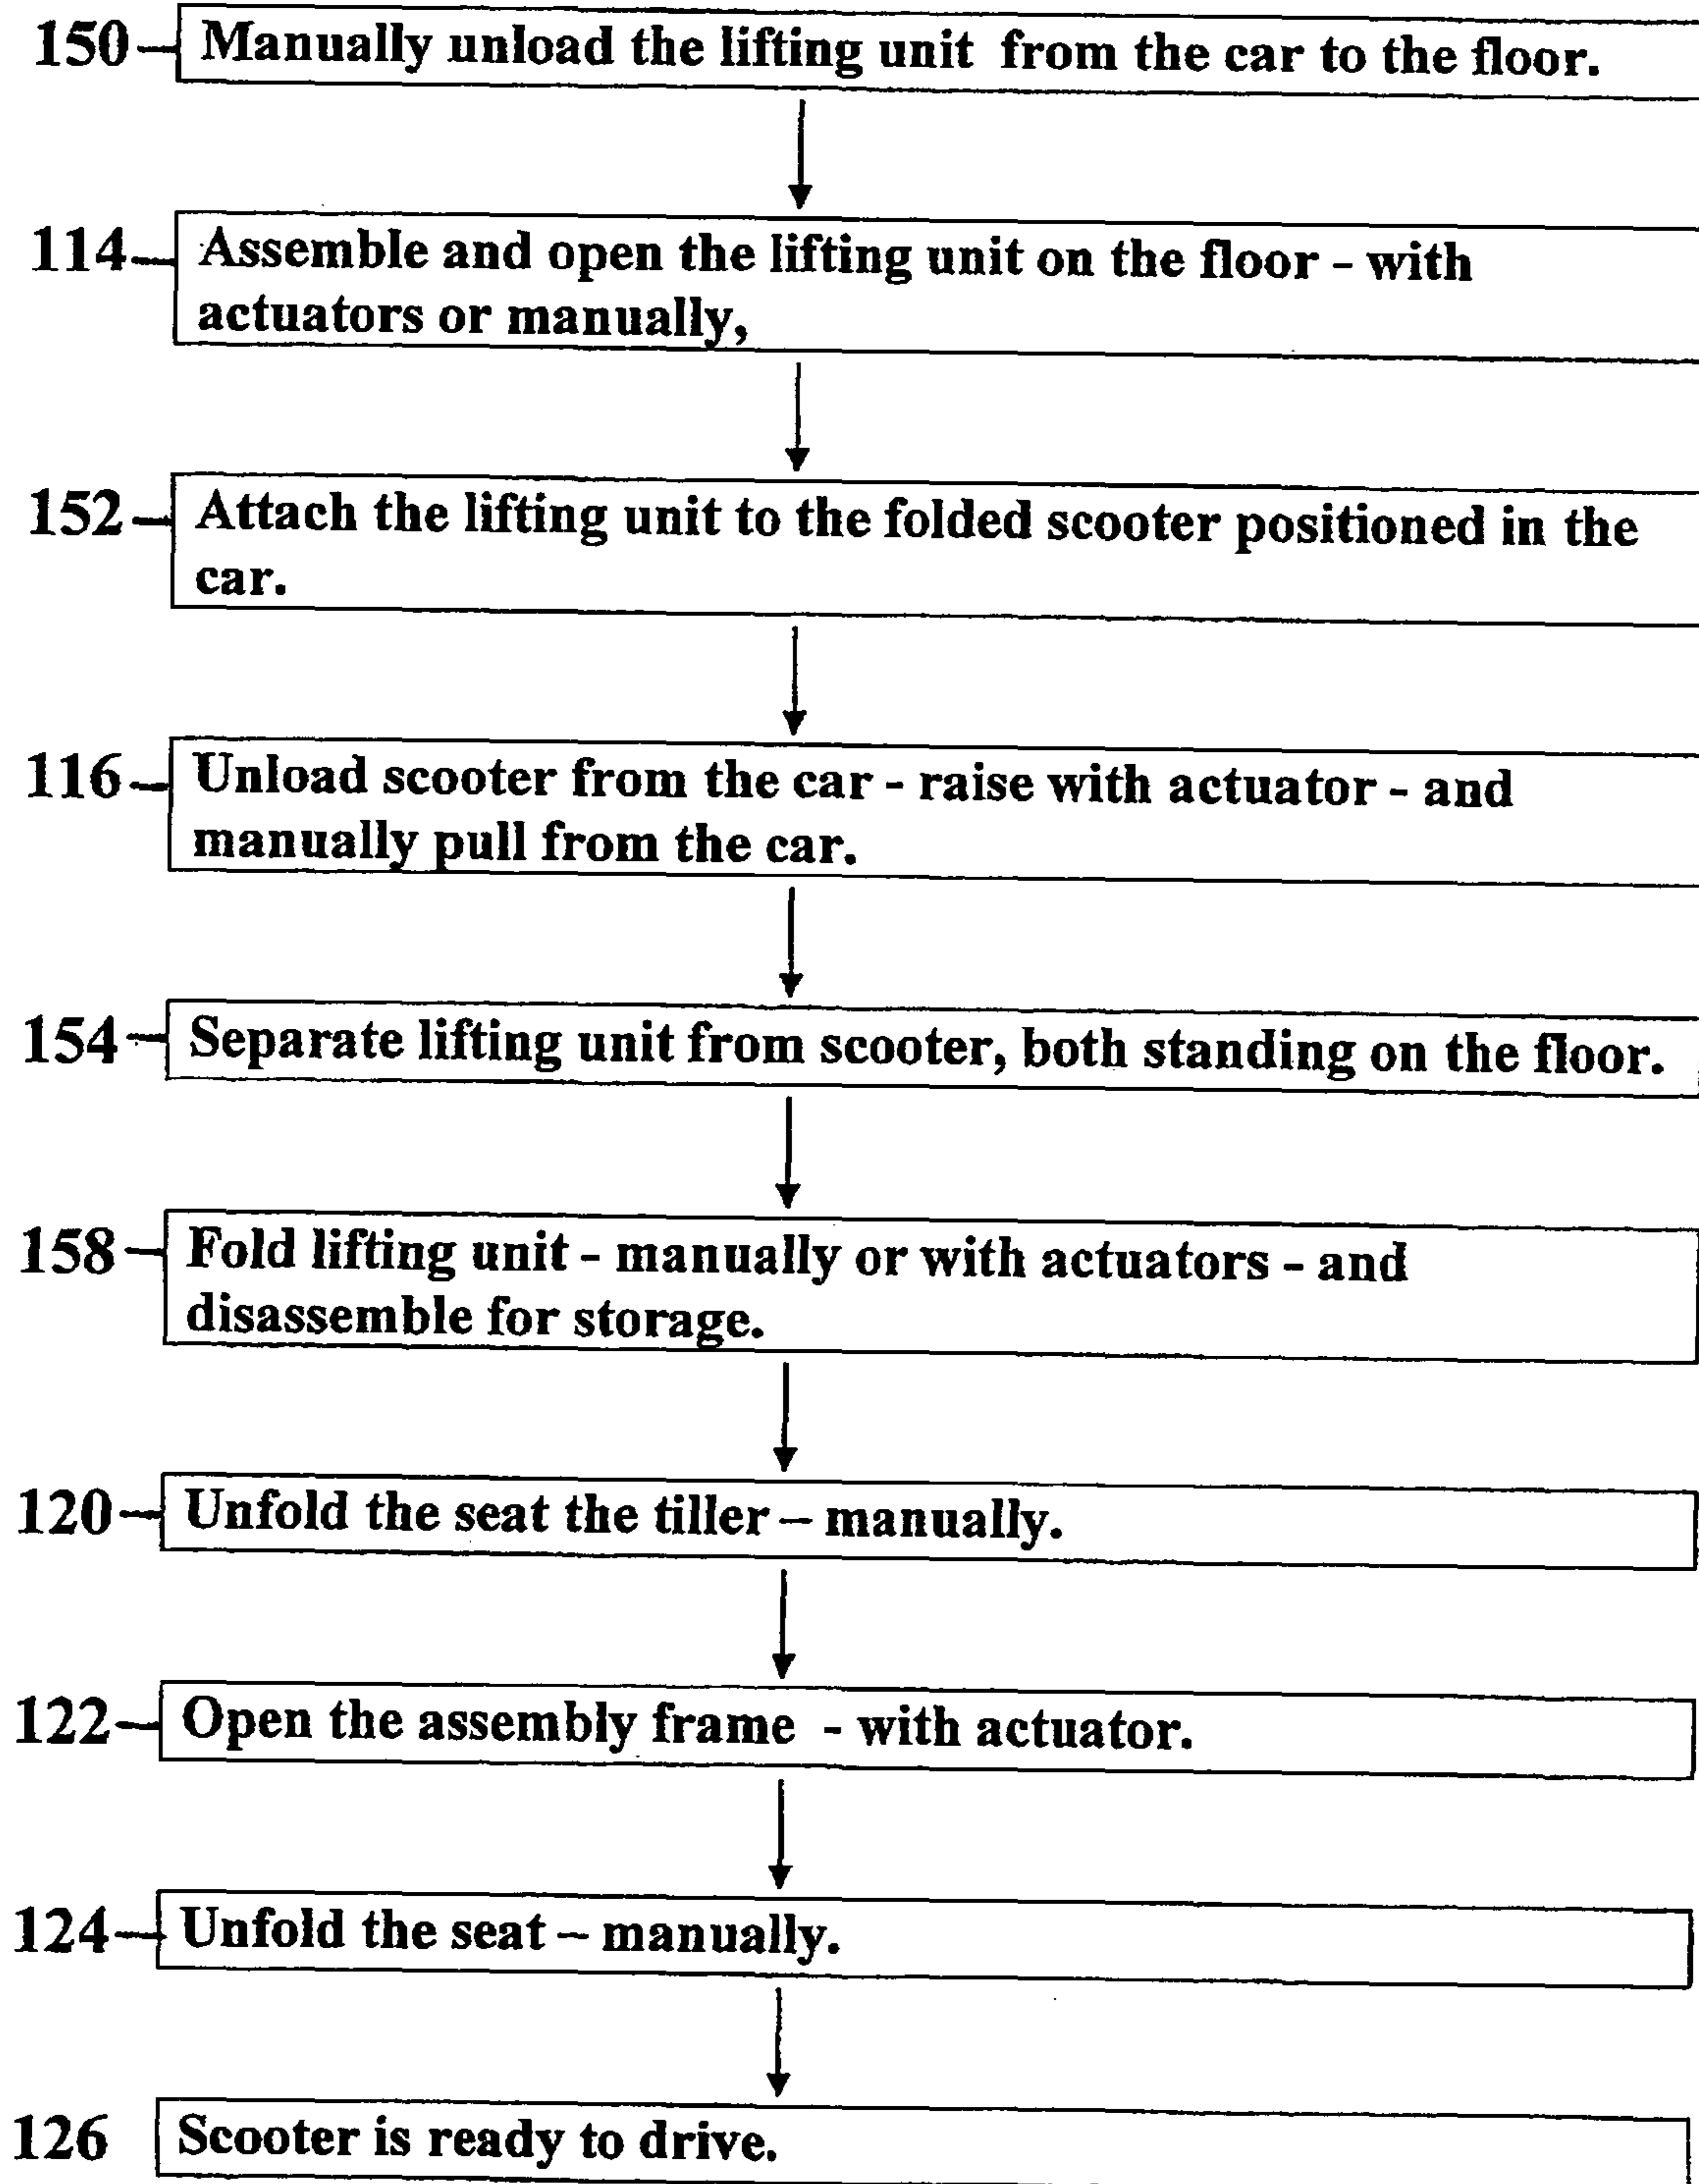 150 Manually unload the lifting unit from the car to the floor.
114 Assemble and open the lifting unit on the floor - with
actuators or manually,
152 Attach the lifting unit to the folded scooter positioned in the
car.
116 Unload scooter from the car - raise with actuator - and
manually pull from the car.
154 Separate lifting unit from scooter, both standing on the floor.
158 Fold lifting unit - manually or with actuators - and
disassemble for storage.
120 Unfold the seat the tiller – manually.
122 Open the assembly frame - with actuator.
124 Unfold the seat – manually.
126 Scooter is ready to drive.